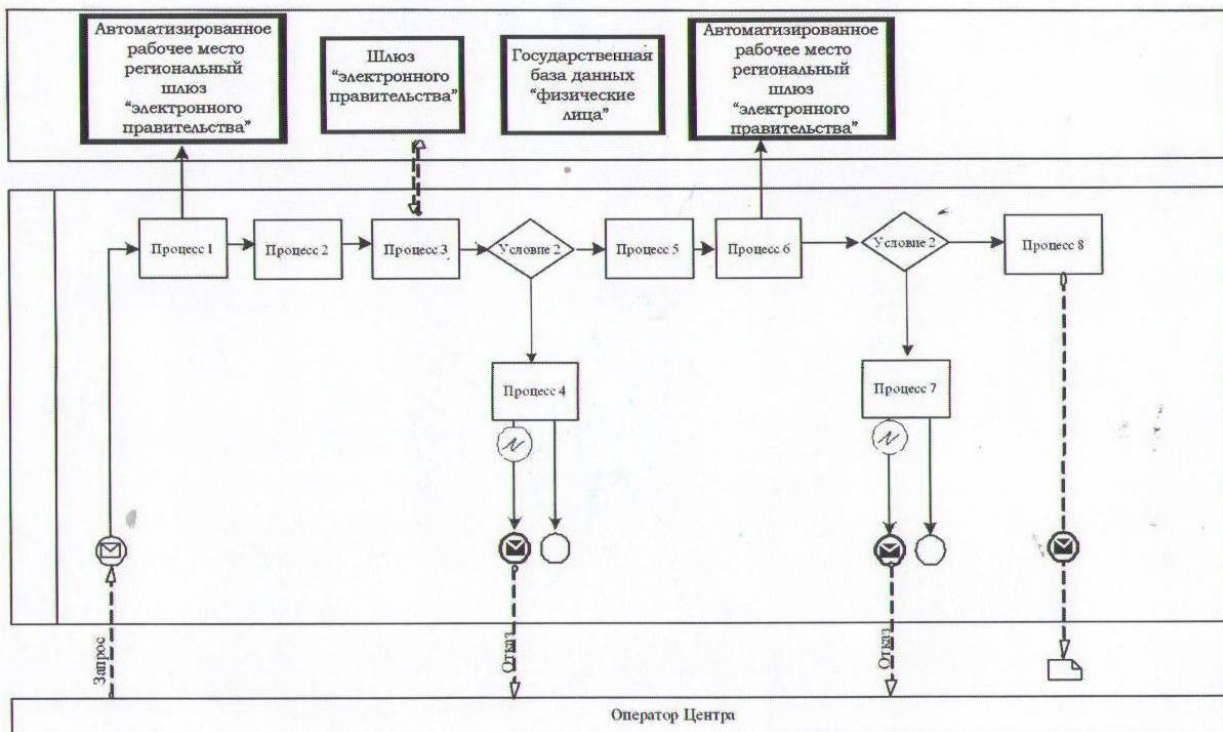 Автоматизированное
рабочее место
региональный
шлюз
“электронного
правительства”
Шлюз
“электронного
правительства”
Государственная
база данных
“физические
лица”
Автоматизированное
рабочее место
региональный
шлюз
“электронного
правительства”
Процесс 1
Процесс 2
Процесс 3
Условие 2
Процесс 5
Процесс 6
Условие 2
Процесс 8
Процесс 4
Процесс 7
Запрос
Отказ
Отказ
Оператор Центра